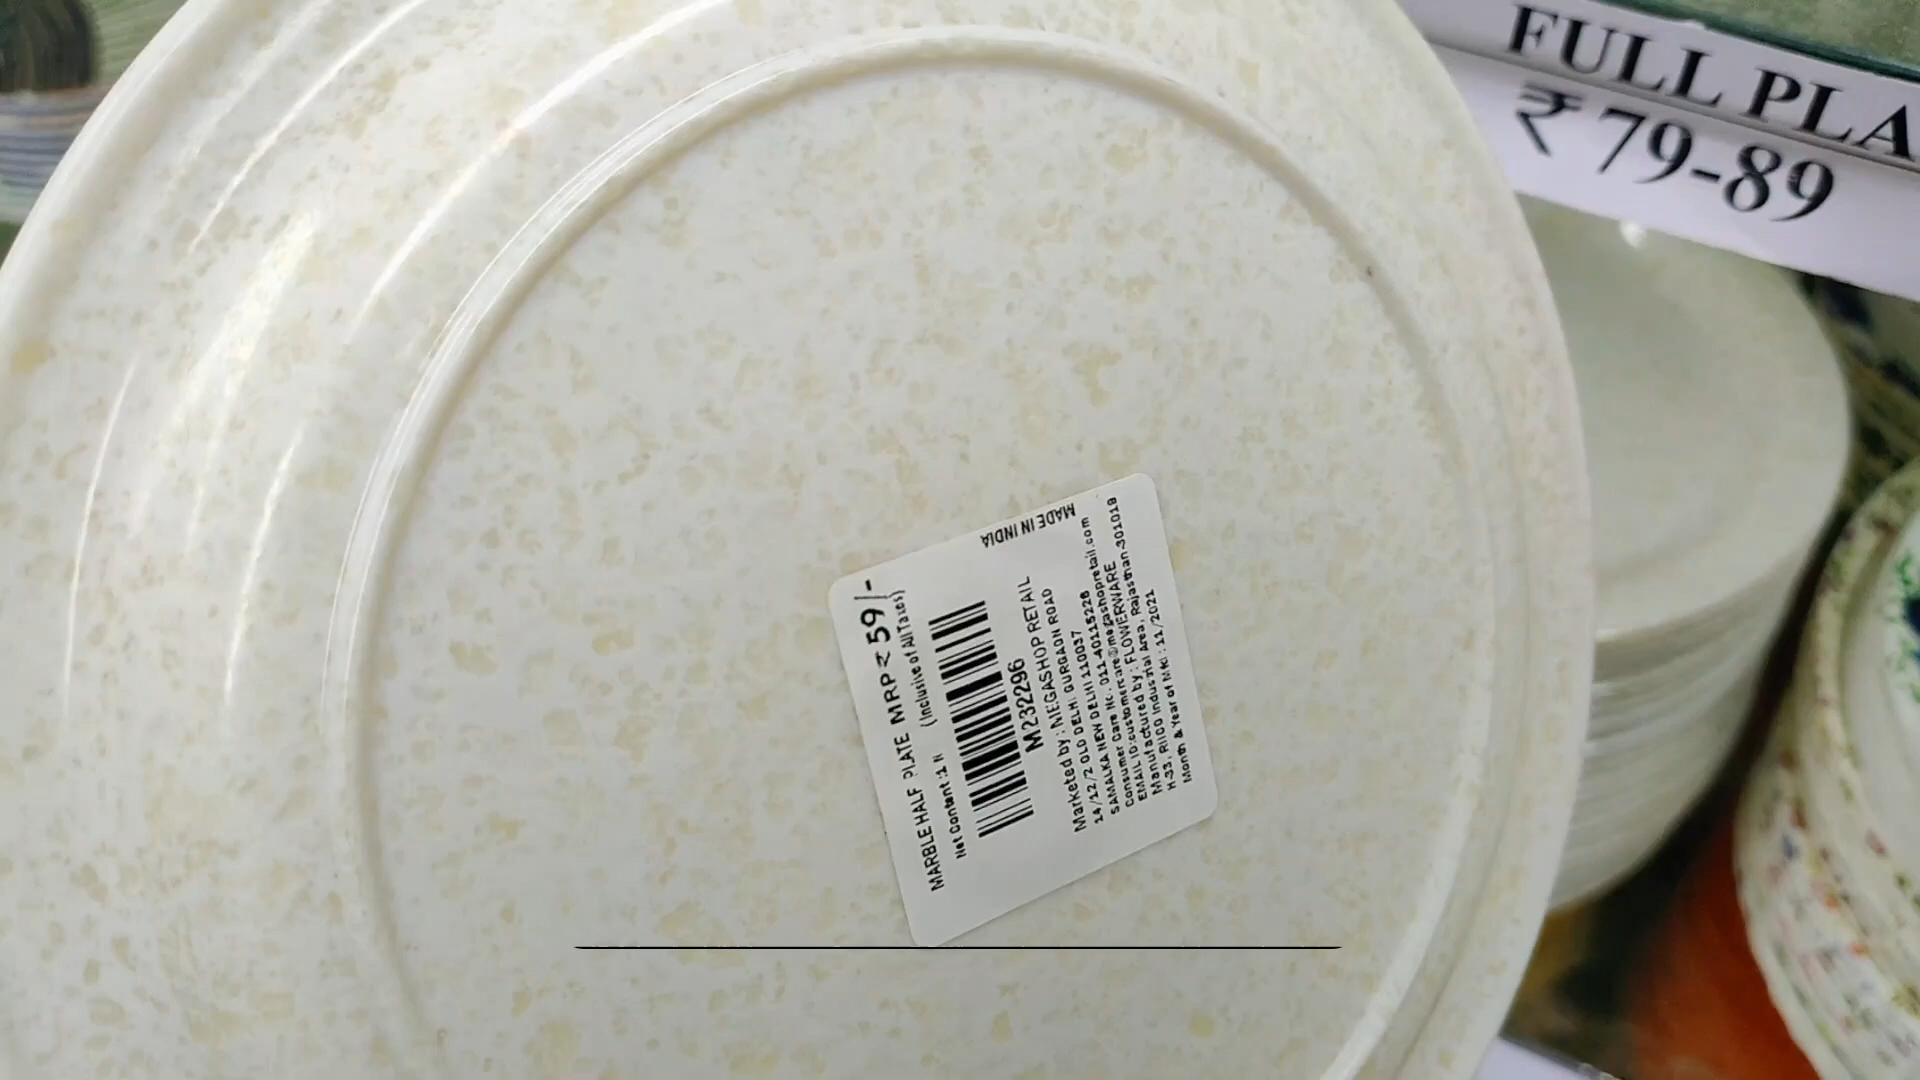 FULL PLA
₹ 79-89
MADE IN INDIA
MARBLE HALF PLATE MRP ₹ 59/-
Net Content:1 N (Inclusive of All Taxes)
M232296
Marketed by: MEGASHOP RETAIL
14/12/2 OLD DELHI GURGAON ROAD
SAMALKA NEW DELHI 110037
Consumer Care No: 011-40115228
EMAIL ID:customercare@megashopretail.com
Manufactured by: FLOWERWARE
H-33, RIICO Industrial Area, Rajasthan-301019
Month & Year of Mfd: 11/2021